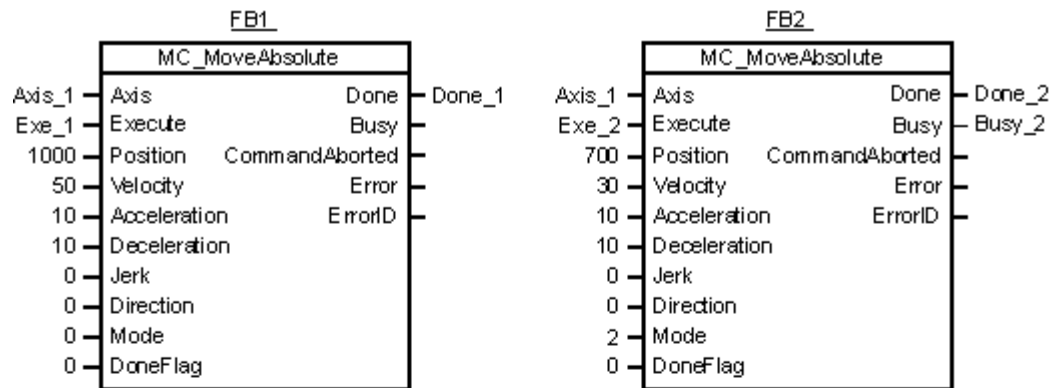 FB1 FB2
MC_MoveAbsolute MC_MoveAbsolute
Axis_1 Axis Done Done_1 Axis_1 Axis Done Done_2
Exe_1 Execute Busy Exe_2 Execute Busy Busy_2
1000 Position CommandAborted 700 Position CommandAborted
50 Velocity Error 30 Velocity Error
10 Acceleration ErrorID 10 Acceleration ErrorID
10 Deceleration 10 Deceleration
0 Jerk 0 Jerk
0 Direction 0 Direction
0 Mode 2 Mode
0 DoneFlag 0 DoneFlag